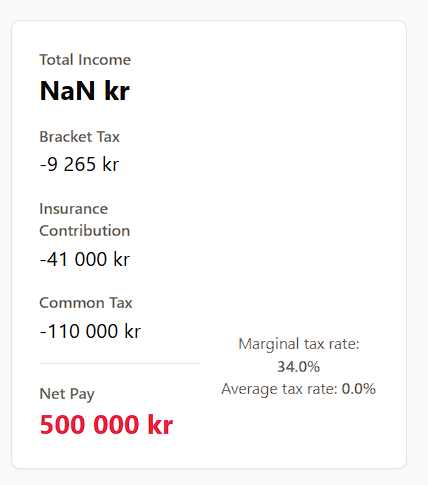 Total Income
NaN kr
Bracket Tax
-9 265 kr
Insurance
Contribution
-41 000 kr
Common Tax
-110 000 kr
Net Pay
500 000 kr
Marginal tax rate:
34.0%
Average tax rate: 0.0%